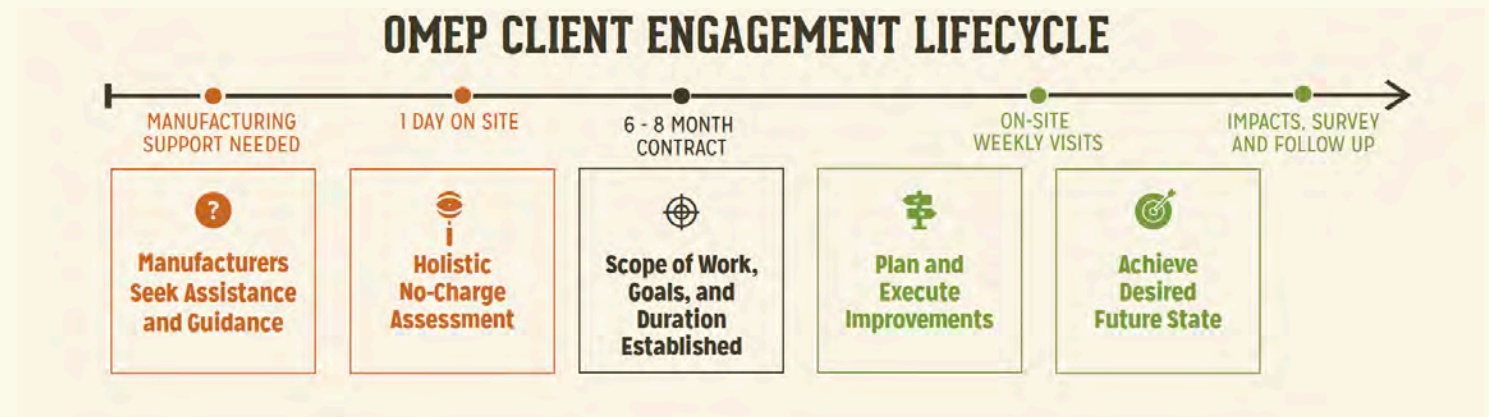 OMEP CLIENT ENGAGEMENT LIFECYCLE
MANUFACTURING
SUPPORT NEEDED
1 DAY ON SITE
6 - 8 MONTH
CONTRACT
ON-SITE
WEEKLY VISITS
IMPACTS, SURVEY
AND FOLLOW UP
?
Manufacturers
Seek Assistance
and Guidance
Holistic
No-Charge
Assessment
Scope of Work,
Goals, and
Duration
Established
Plan and
Execute
Improvements
Achieve
Desired
Future State